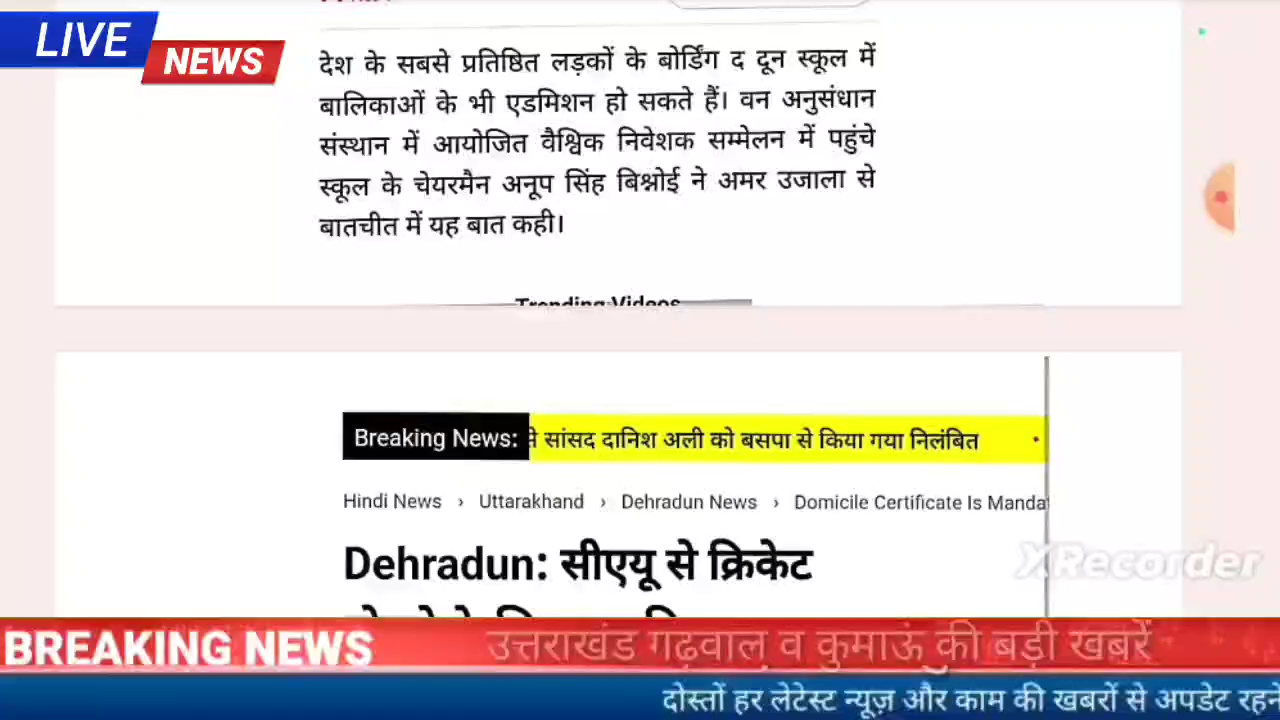 LIVE
NEWS
देश के सबसे प्रतिष्ठित लड़कों के बोर्डिंग द दून स्कूल में
बालिकाओं के भी एडमिशन हो सकते हैं। वन अनुसंधान
संस्थान में आयोजित वैश्विक निवेशक सम्मेलन में पहुंचे
स्कूल के चेयरमैन अनूप सिंह बिश्नोई ने अमर उजाला से
बातचीत में यह बात कही।
Trending Videos
Breaking News: से सांसद दानिश अली को बसपा से किया गया निलंबित
Hindi News › Uttarakhand › Dehradun News › Domicile Certificate Is Manda
Dehradun: सीएयू से क्रिकेट
XRecorder
BREAKING NEWS उत्तराखंड गढ़वाल व कुमाऊं की बड़ी खबरें
दोस्तों हर लेटेस्ट न्यूज़ और काम की खबरों से अपडेट रहने